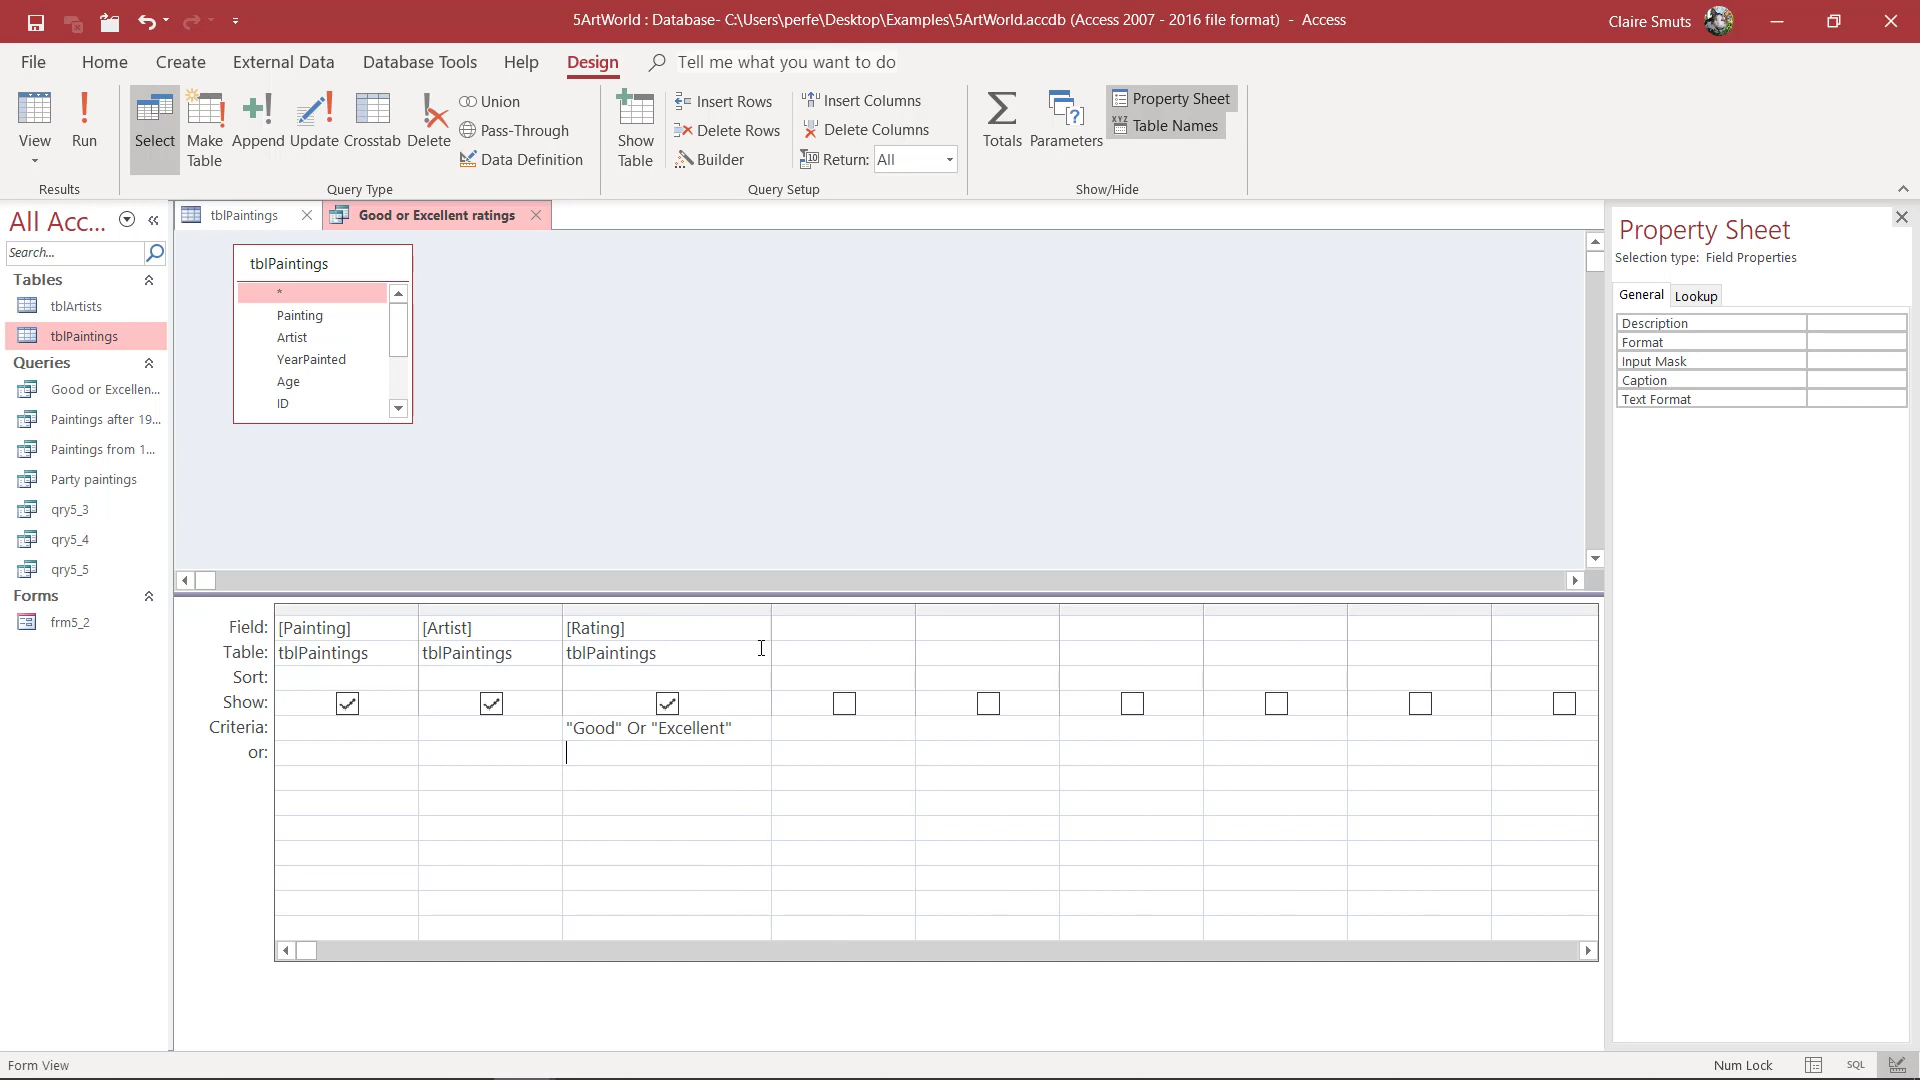 5ArtWorld : Database- C:\Users\perfe\Desktop\Examples\5ArtWorld.accdb (Access 2007 - 2016 file format) - Access
Claire Smuts
File Home Create External Data Database Tools Help Design Tell me what you want to do
View Run
Select Make Table Append Update Crosstab Delete
Union
Pass-Through
Data Definition
Show Table
Insert Rows
Delete Rows
Builder
Insert Columns
Delete Columns
Return: All
Totals Parameters
Property Sheet
XYZ Table Names
Results Query Type Query Setup Show/Hide
All Acc...
Search...
Tables
tblArtists
tblPaintings
Queries
Good or Excellen...
Paintings after 19...
Paintings from 1...
Party paintings
qry5_3
qry5_4
qry5_5
Forms
frm5_2
tblPaintings Good or Excellent ratings
tblPaintings
*
Painting
Artist
YearPainted
Age
ID
Field: [Painting] [Artist] [Rating]
Table: tblPaintings tblPaintings tblPaintings
Sort:
Show:
Criteria: "Good" Or "Excellent"
or:
Property Sheet
Selection type: Field Properties
General Lookup
Description
Format
Input Mask
Caption
Text Format
Form View
Num Lock
SQL